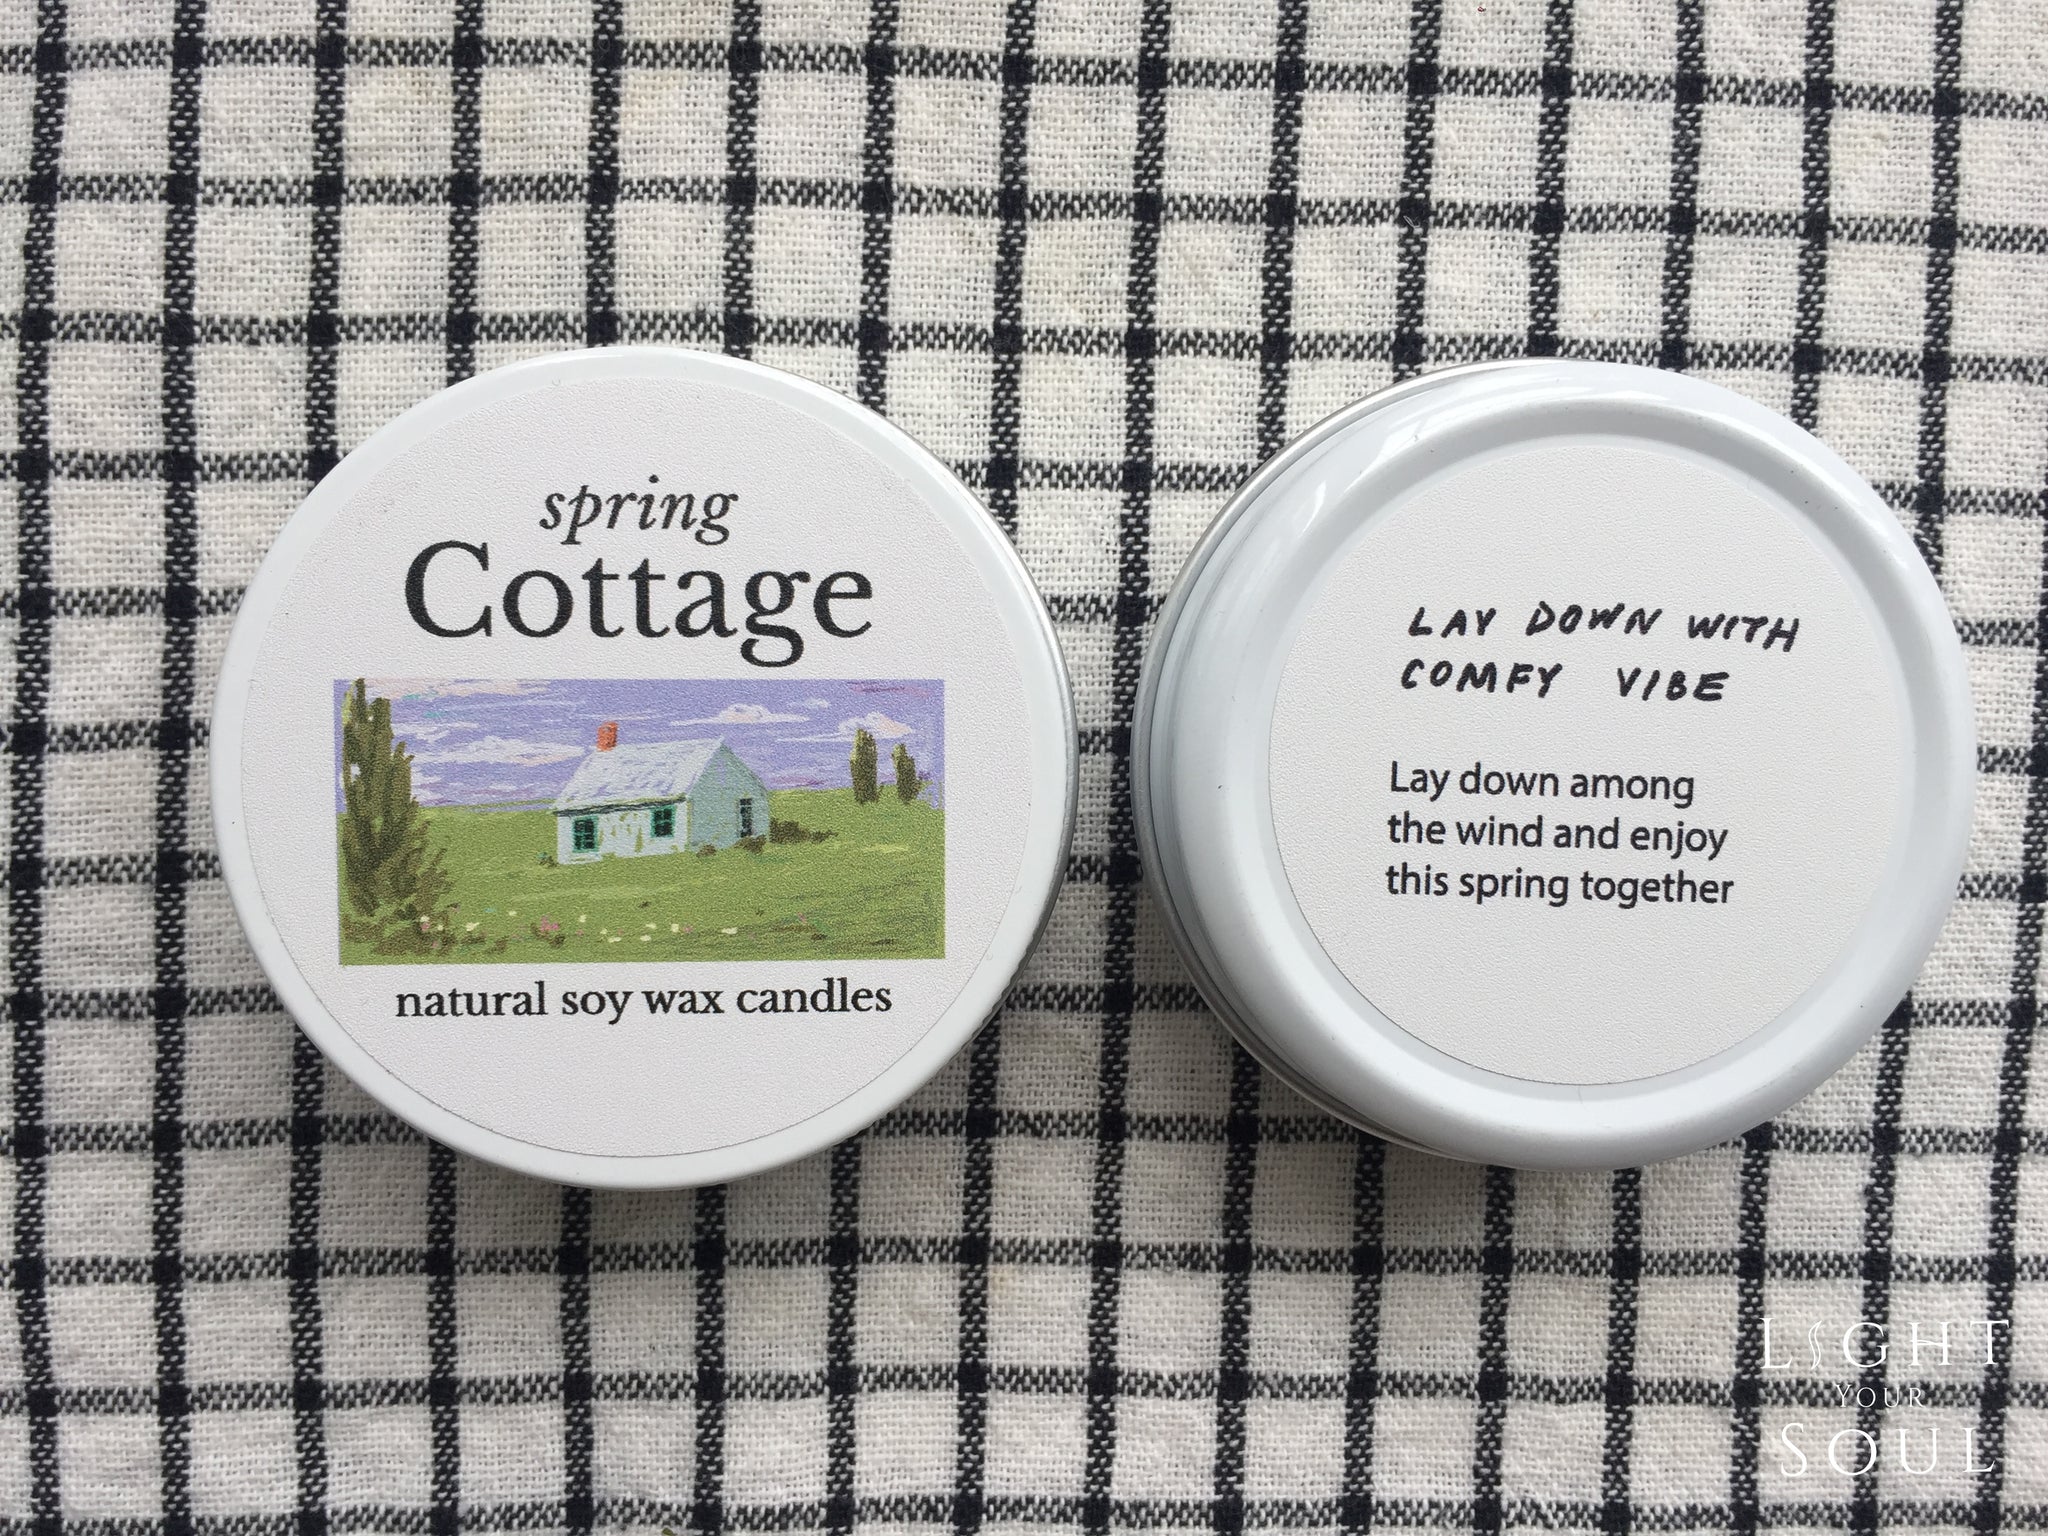 spring
Cottage
natural soy wax candles
LAY DOWN WITH
COMFY VIBE
Lay down among
the wind and enjoy
this spring together
LIGHT
YOUR
SOUL